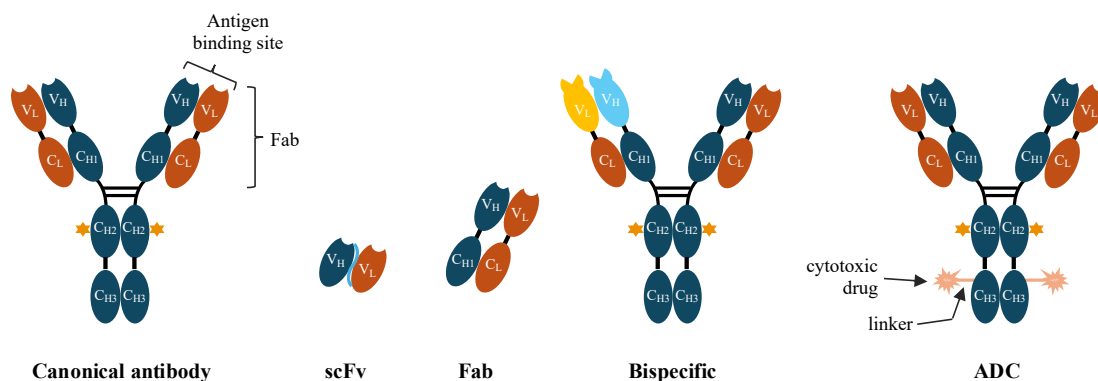 Antigen
binding site
Fab
VL
VH
VH
VL
CL
CH1
CH1
CL
CH2
CH2
CH3
CH3
Canonical antibody
VH
VL
scFv
VH
VL
CH1
CL
Fab
VL
VH
VH
VL
CL
CH1
CH1
CL
CH2
CH2
CH3
CH3
Bispecific
VL
VH
VH
VL
CL
CH1
CH1
CL
CH2
CH2
CH3
CH3
cytotoxic
drug
linker
ADC